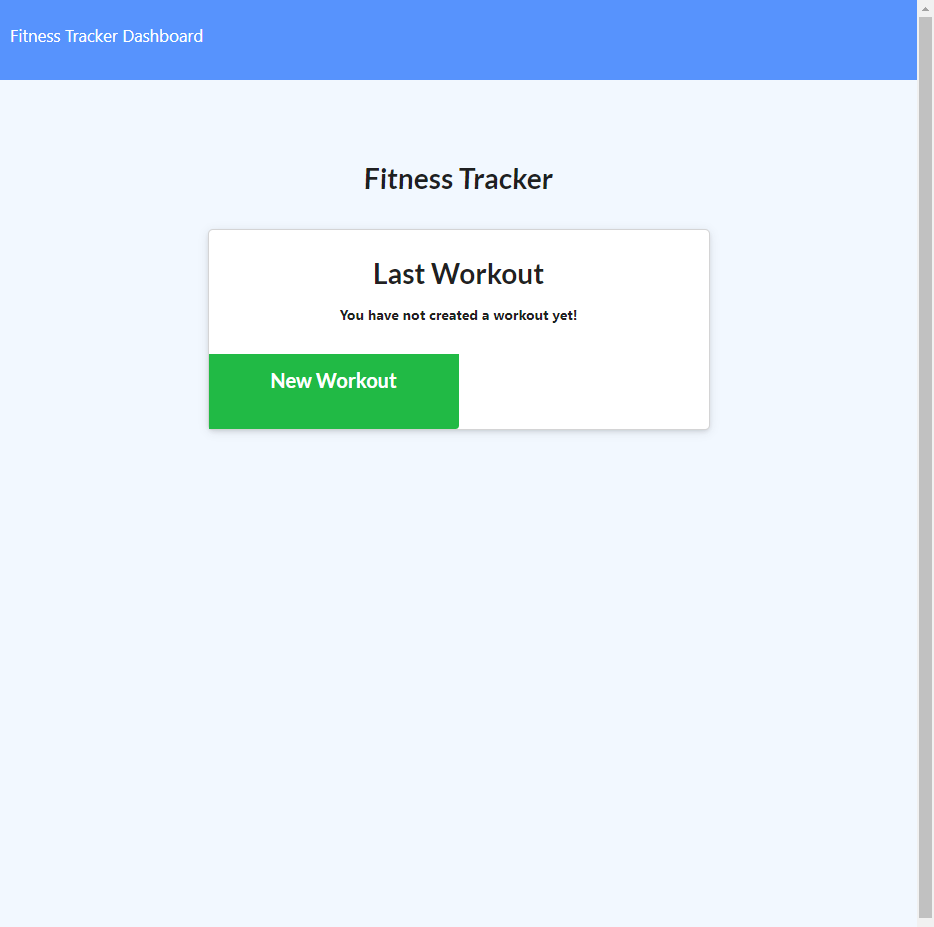 Fitness Tracker Dashboard
Fitness Tracker
Last Workout
You have not created a workout yet!
New Workout